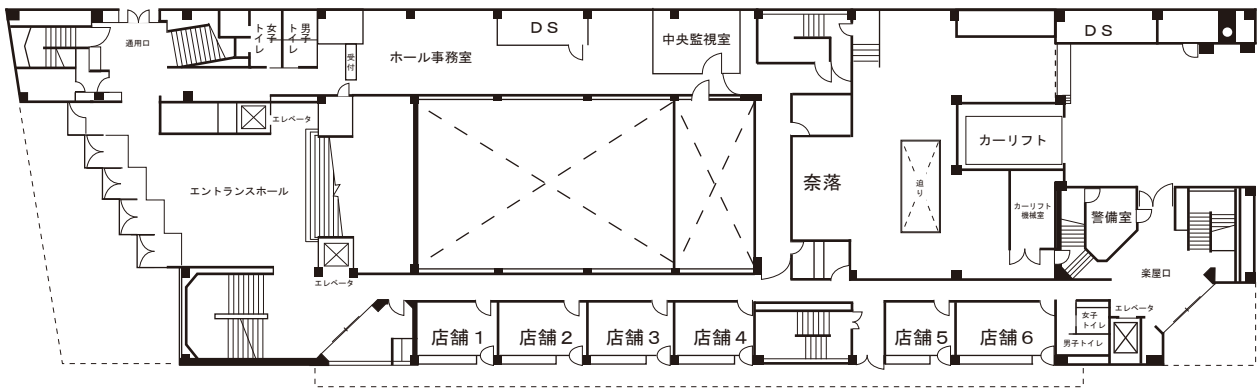 通用口
女子
トイレ
男子
トイレ
受付
ホール事務室
DS
中央監視室
DS
エレベータ
エントランスホール
エレベータ
奈落
迫り
カーリフト
カーリフト
機械室
警備室
楽屋口
店舗1
店舗2
店舗3
店舗4
店舗5
店舗6
女子
トイレ
男子トイレ
エレベータ